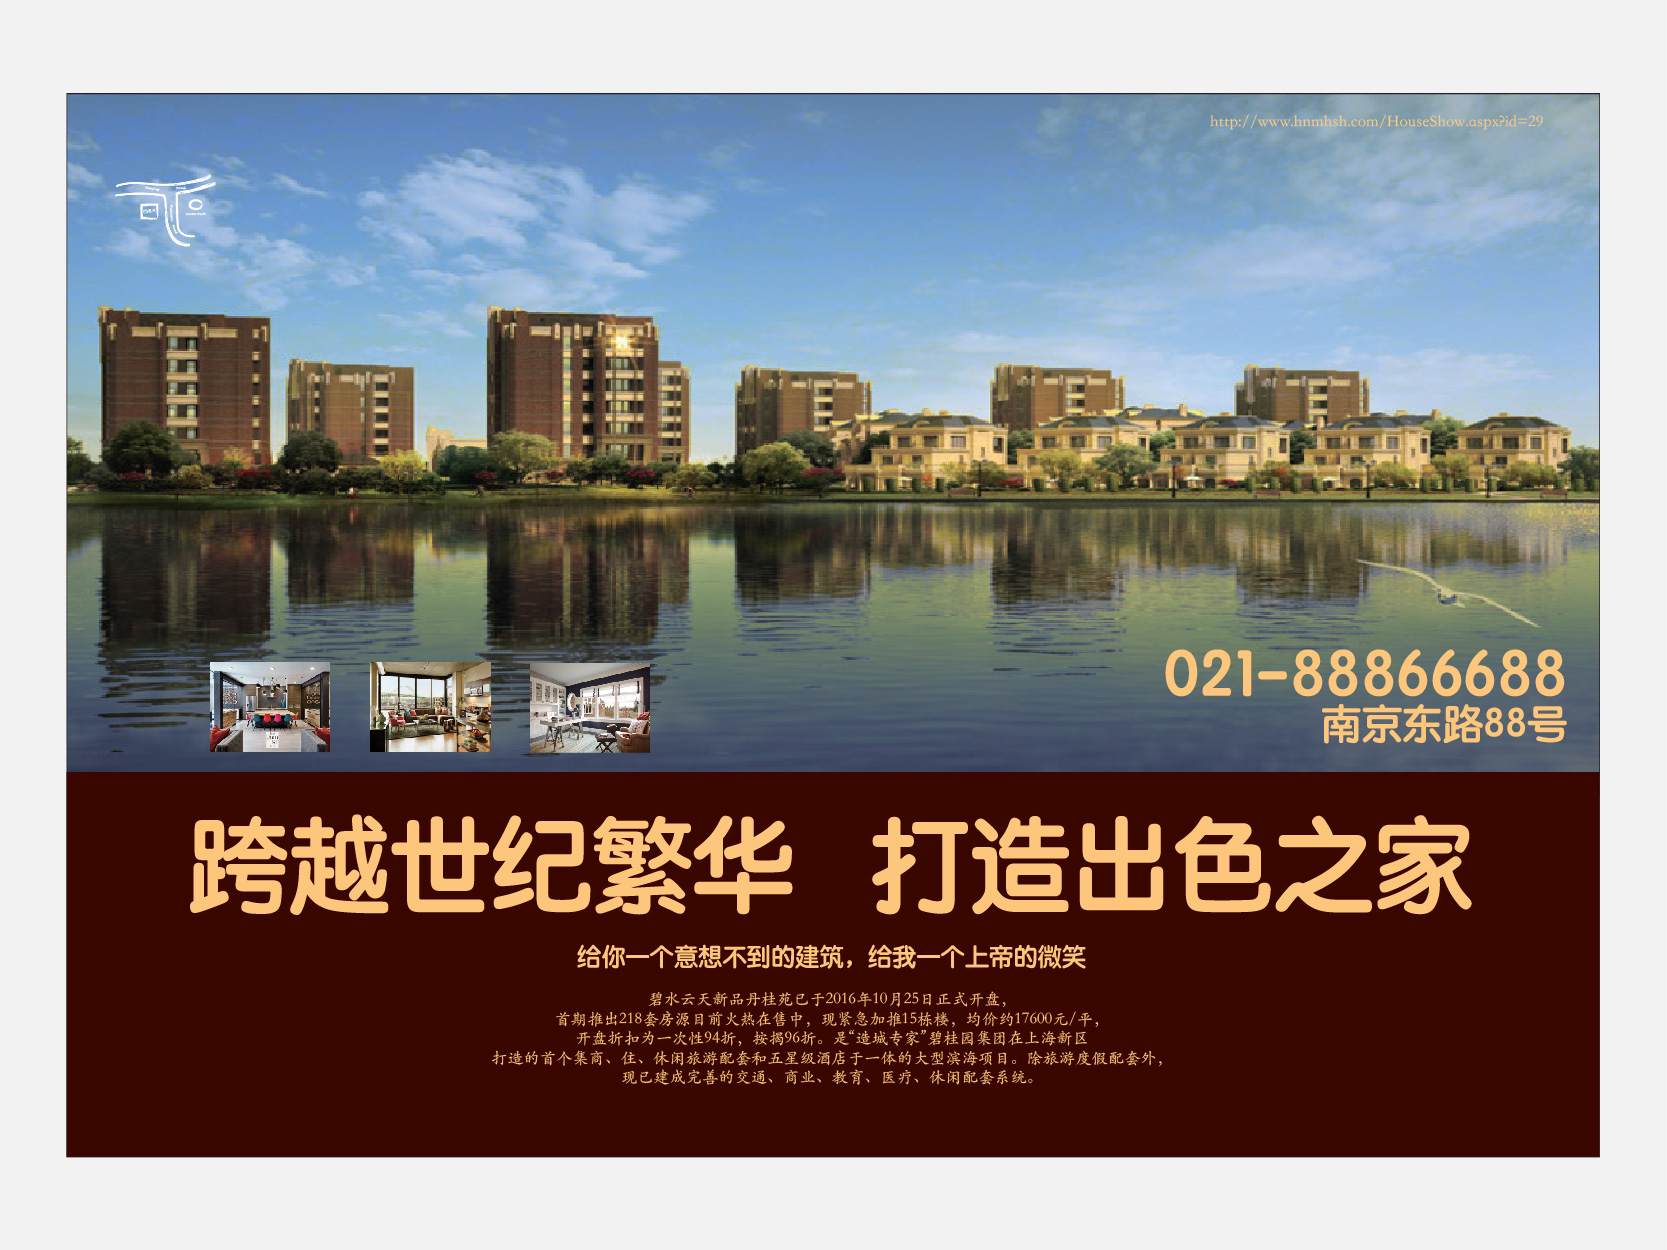 http://www.hnmhsh.com/HouseShow.aspx?id=29
021-88866688
南京东路88号
跨越世纪繁华 打造出色之家
给你一个意想不到的建筑，给我一个上帝的微笑
碧水云天新品丹桂苑已于2016年10月25日正式开盘，
首期推出218套房源目前火热在售中，现紧急加推15栋楼，均价约17600元/平，
开盘折扣为一次性94折，按揭96折。是“造城专家”碧桂园集团在上海新区
打造的首个集商、住、休闲旅游配套和五星级酒店于一体的大型滨海项目。除旅游度假配套外，
现已建成完善的交通、商业、教育、医疗、休闲配套系统。